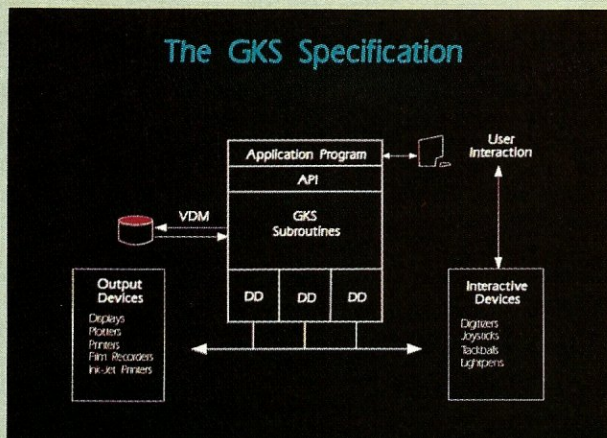 The GKS Specification
Application Program
API
GKS
Subroutines
DD DD DD
VDM
User
Interaction
Output
Devices
Displays
Plotters
Printers
Film Recorders
Ink-Jet Printers
Interactive
Devices
Digitizers
Joysticks
Tackballs
Lightpens